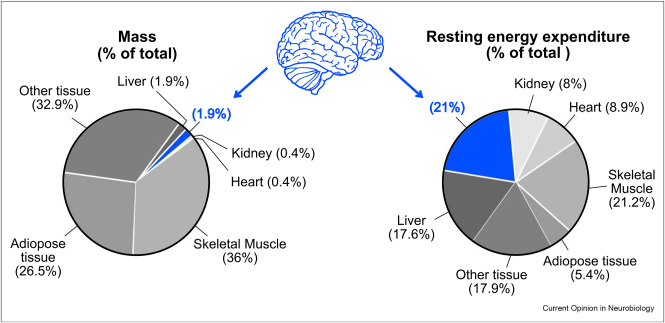 Mass
(% of total)
Liver (1.9%)
Other tissue
(32.9%)
(1.9%)
Kidney (0.4%)
Heart (0.4%)
Adiopose
tissue
(26.5%)
Skeletal Muscle
(36%)
Resting energy expenditure
(% of total )
Kidney (8%)
(21%)
Heart (8.9%)
Skeletal
Muscle
(21.2%)
Liver
(17.6%)
Adiopose tissue
(5.4%)
Other tissue
(17.9%)
Current Opinion in Neurobiology